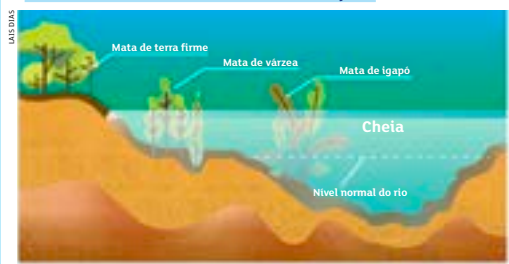 LAIS DIAS
Mata de terra firme
Mata de várzea
Mata de igapó
Cheia
Nível normal do rio